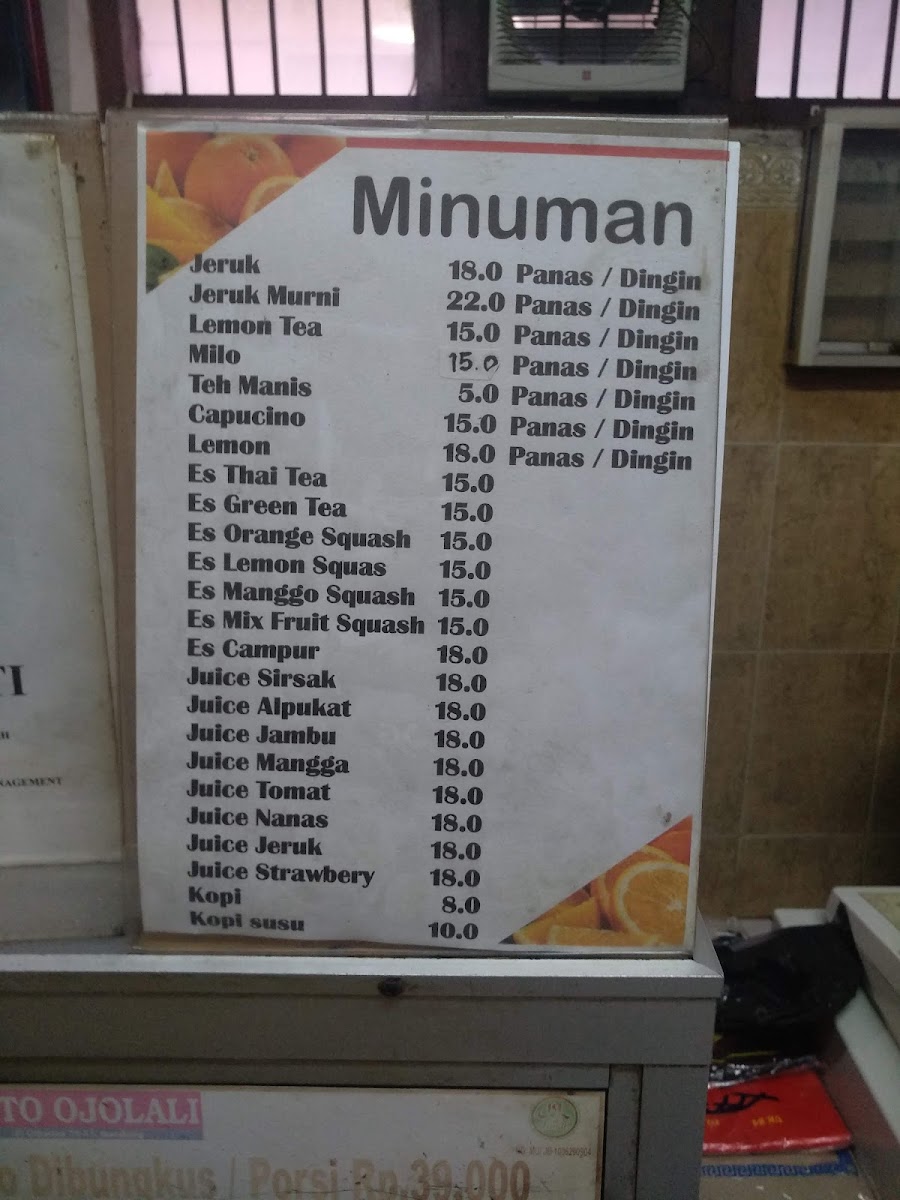 Minuman
Jeruk 18.0 Panas / Dingin
Jeruk Murni 22.0 Panas / Dingin
Lemon Tea 15.0 Panas / Dingin
Milo 15.0 Panas / Dingin
Teh Manis 5.0 Panas / Dingin
Capucino 15.0 Panas / Dingin
Lemon 18.0 Panas / Dingin
Es Thai Tea 15.0
Es Green Tea 15.0
Es Orange Squash 15.0
Es Lemon Squas 15.0
Es Manggo Squash 15.0
Es Mix Fruit Squash 15.0
Es Campur 18.0
Juice Sirsak 18.0
Juice Alpukat 18.0
Juice Jambu 18.0
Juice Mangga 18.0
Juice Tomat 18.0
Juice Nanas 18.0
Juice Jeruk 18.0
Juice Strawbery 18.0
Kopi 8.0
Kopi susu 10.0
TI
NAGEMENT
TO OJOLALI
Dibungkus / Porsi Rp.39.000